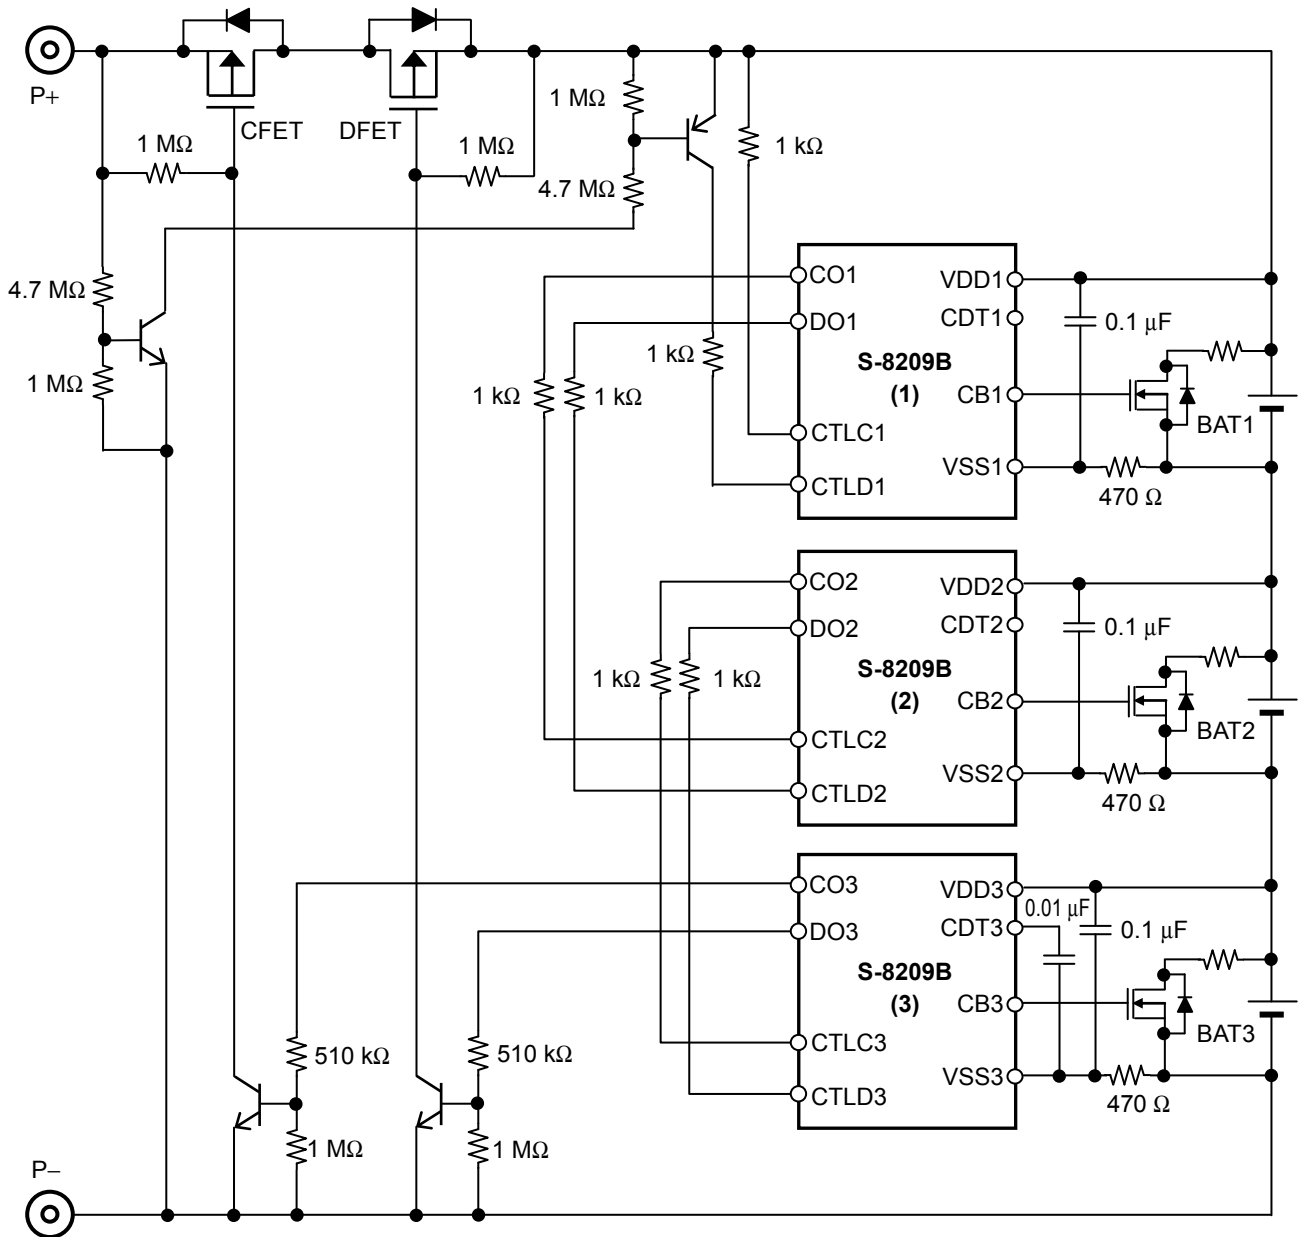 P+
CFET
DFET
1 MΩ
1 MΩ
1 MΩ
1 kΩ
4.7 MΩ
4.7 MΩ
1 MΩ
1 kΩ
1 kΩ
1 kΩ
CO1
DO1
S-8209B
(1)
CTLC1
CTLD1
VDD1
CDT1
CB1
VSS1
0.1 µF
BAT1
470 Ω
CO2
DO2
S-8209B
(2)
CTLC2
CTLD2
VDD2
CDT2
CB2
VSS2
1 kΩ
1 kΩ
0.1 µF
BAT2
470 Ω
CO3
DO3
S-8209B
(3)
CTLC3
CTLD3
VDD3
CDT3
CB3
VSS3
0.01 µF
0.1 µF
BAT3
470 Ω
510 kΩ
510 kΩ
1 MΩ
1 MΩ
P−